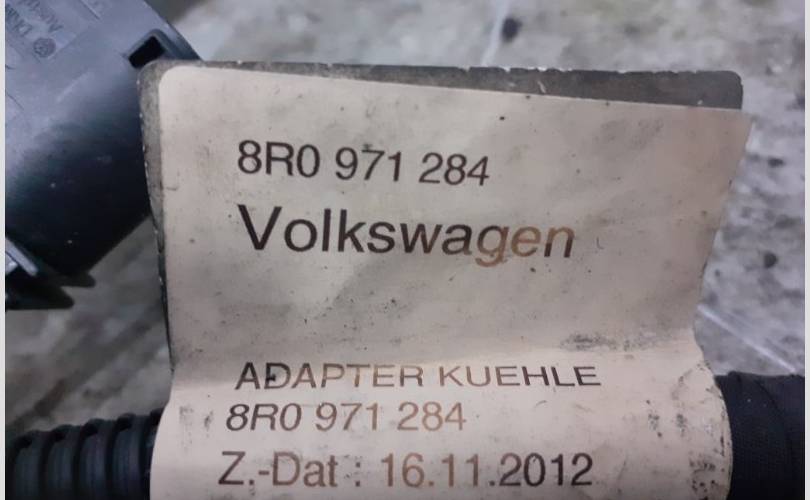 8R0 971 284
Volkswagen
ADAPTER KUEHLE
8R0 971 284
Z.-Dat : 16.11.2012